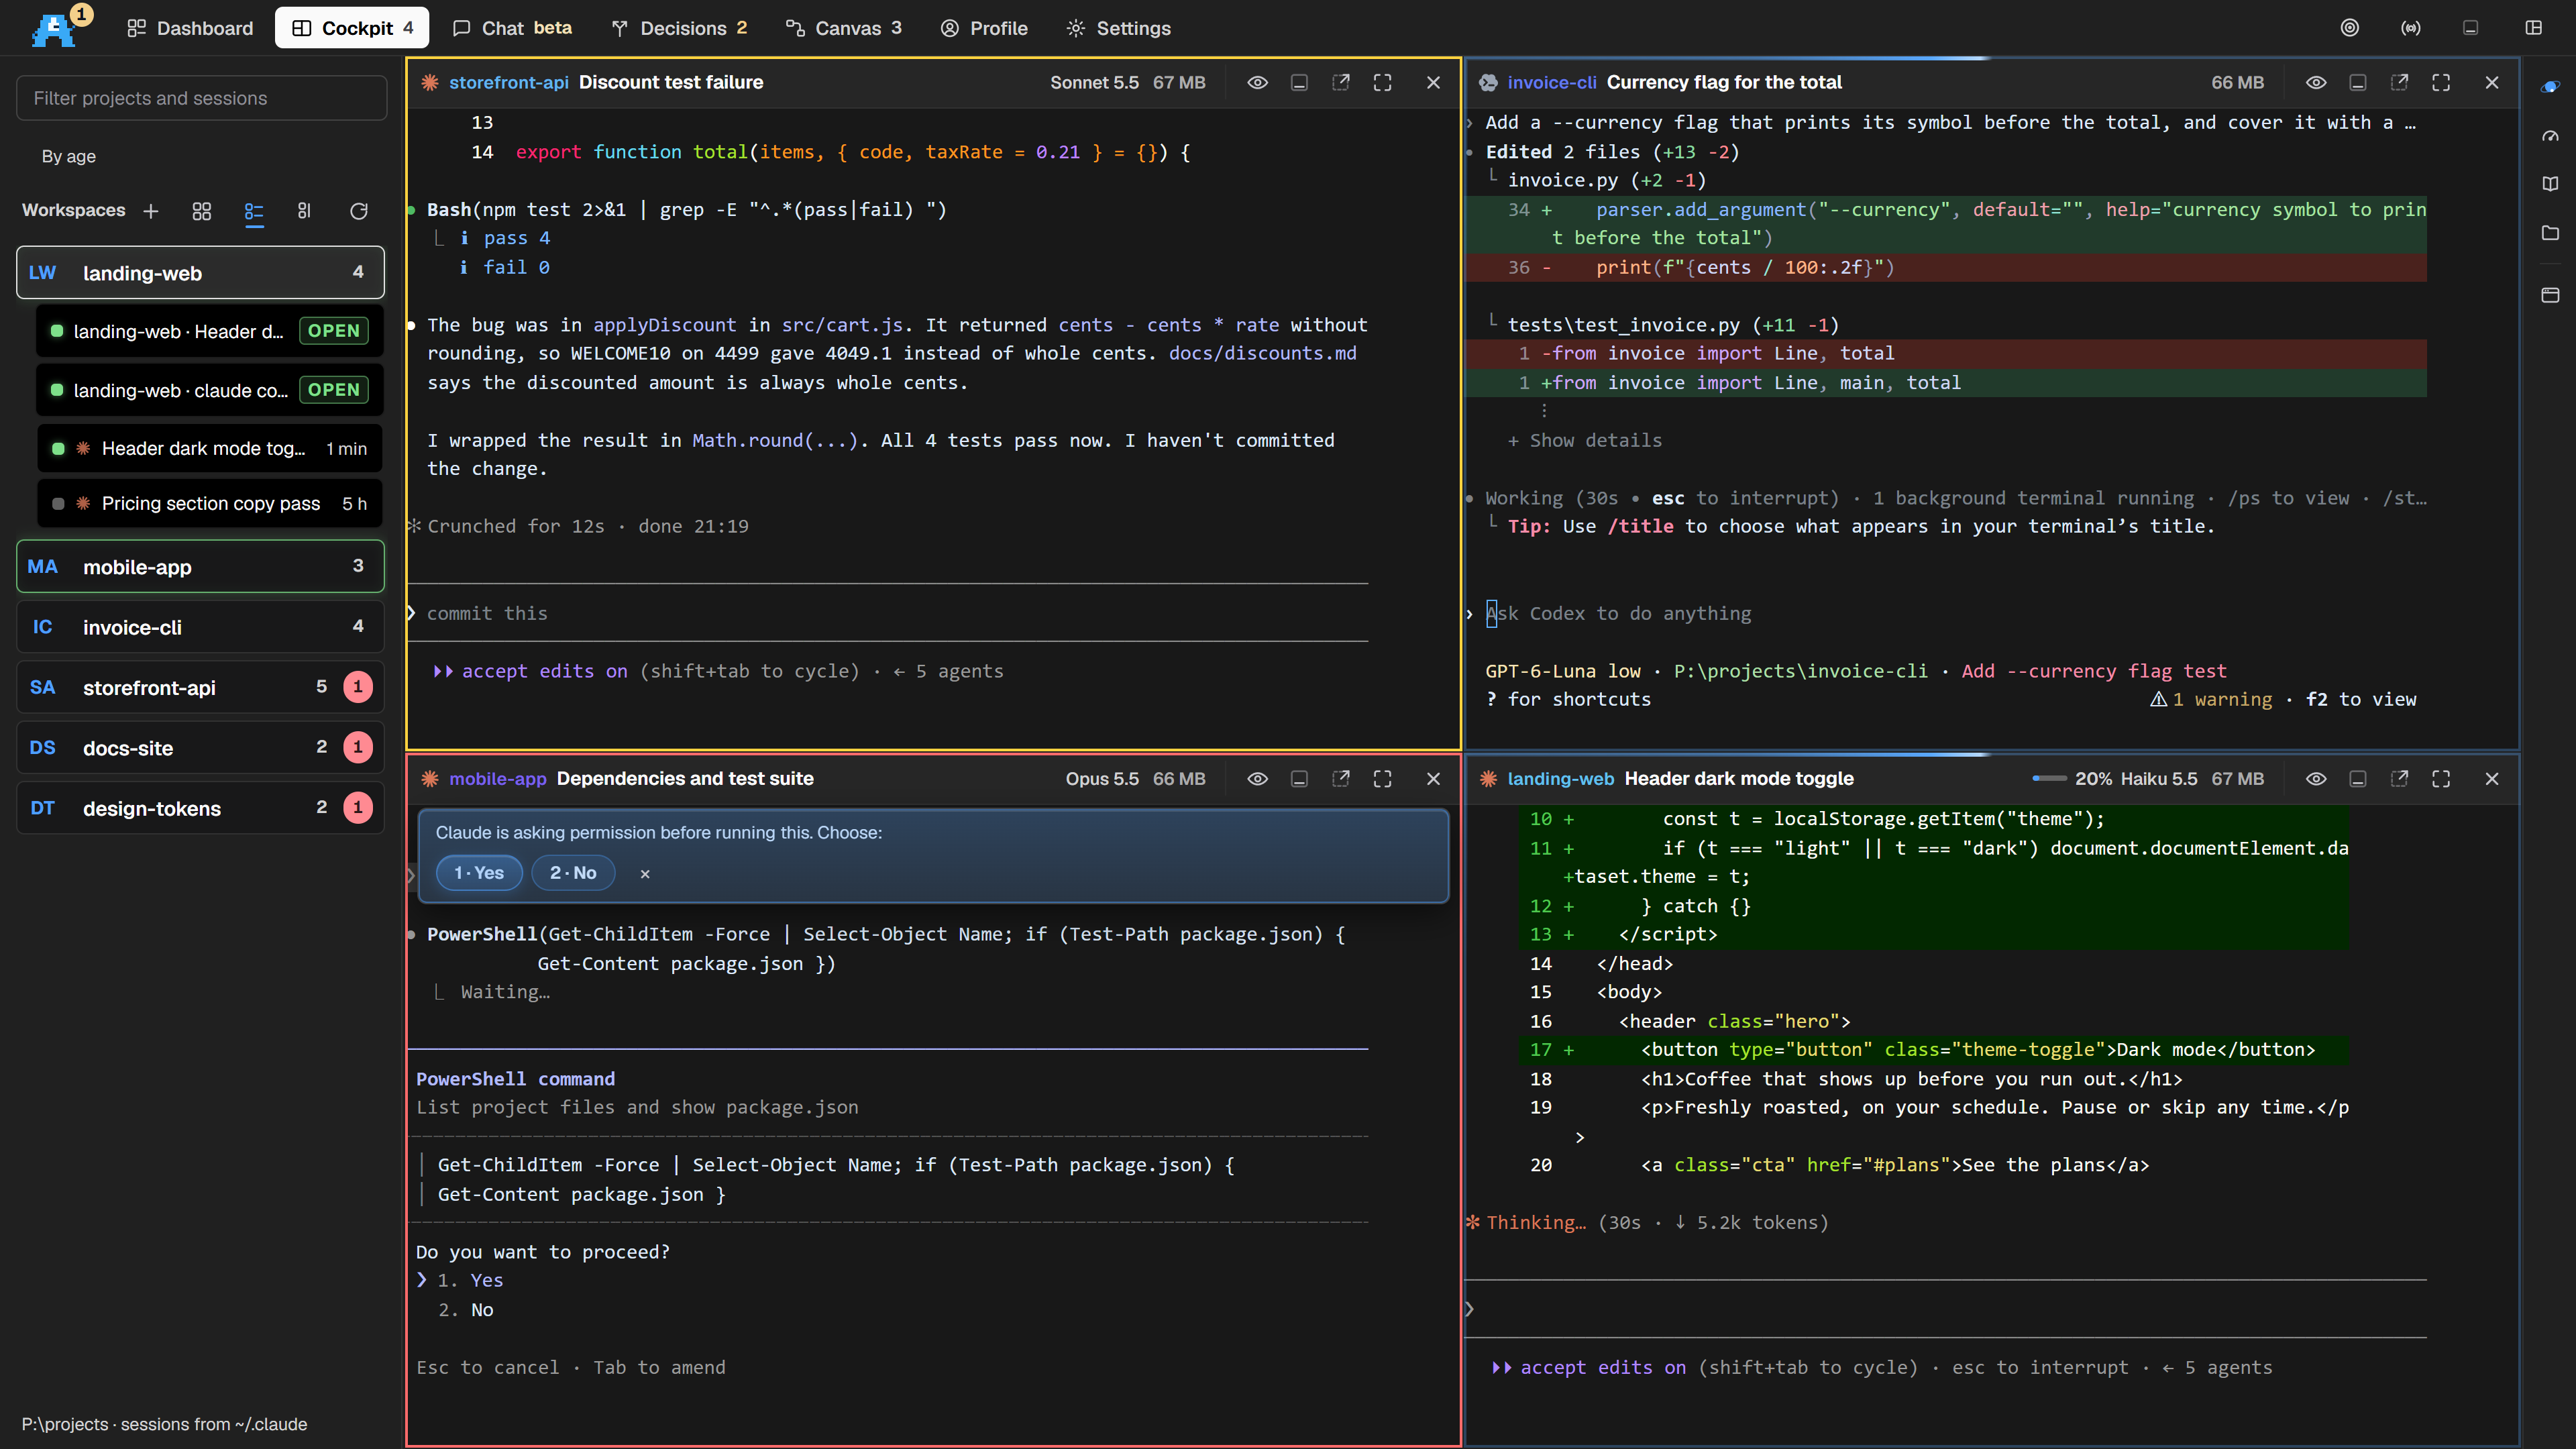 1
Dashboard
Cockpit 4
Chat beta
Decisions 2
Canvas 3
Profile
Settings
Filter projects and sessions
By age
Workspaces
LW landing-web 4
landing-web · Header d... OPEN
landing-web · claude co... OPEN
Header dark mode tog... 1 min
Pricing section copy pass 5 h
MA mobile-app 3
IC invoice-cli 4
SA storefront-api 5 1
DS docs-site 2 1
DT design-tokens 2 1
P:\projects · sessions from ~/.claude
storefront-api Discount test failure Sonnet 5.5 67 MB
13
14 export function total(items, { code, taxRate = 0.21 } = {}) {
Bash(npm test 2>&1 | grep -E "^.*(pass|fail) ")
ℹ pass 4
ℹ fail 0
The bug was in applyDiscount in src/cart.js. It returned cents - cents * rate without
rounding, so WELCOME10 on 4499 gave 4049.1 instead of whole cents. docs/discounts.md
says the discounted amount is always whole cents.
I wrapped the result in Math.round(...). All 4 tests pass now. I haven't committed
the change.
✻ Crunched for 12s · done 21:19
❯ commit this
⏵⏵ accept edits on (shift+tab to cycle) · ← 5 agents
invoice-cli Currency flag for the total 66 MB
› Add a --currency flag that prints its symbol before the total, and cover it with a …
• Edited 2 files (+13 -2)
└ invoice.py (+2 -1)
34 + parser.add_argument("--currency", default="", help="currency symbol to prin
t before the total")
36 - print(f"{cents / 100:.2f}")
└ tests\test_invoice.py (+11 -1)
1 -from invoice import Line, total
1 +from invoice import Line, main, total
⋮
+ Show details
• Working (30s • esc to interrupt) · 1 background terminal running · /ps to view · /st…
└ Tip: Use /title to choose what appears in your terminal’s title.
› Ask Codex to do anything
GPT-6-Luna low · P:\projects\invoice-cli · Add --currency flag test
? for shortcuts ⚠ 1 warning · f2 to view
mobile-app Dependencies and test suite Opus 5.5 66 MB
Claude is asking permission before running this. Choose:
1 · Yes 2 · No ×
PowerShell(Get-ChildItem -Force | Select-Object Name; if (Test-Path package.json) {
Get-Content package.json })
Waiting…
PowerShell command
List project files and show package.json
Get-ChildItem -Force | Select-Object Name; if (Test-Path package.json) {
Get-Content package.json }
Do you want to proceed?
❯ 1. Yes
2. No
Esc to cancel · Tab to amend
landing-web Header dark mode toggle 20% Haiku 5.5 67 MB
10 + const t = localStorage.getItem("theme");
11 + if (t === "light" || t === "dark") document.documentElement.da
+taset.theme = t;
12 + } catch {}
13 + </script>
14 </head>
15 <body>
16 <header class="hero">
17 + <button type="button" class="theme-toggle">Dark mode</button>
18 <h1>Coffee that shows up before you run out.</h1>
19 <p>Freshly roasted, on your schedule. Pause or skip any time.</p
>
20 <a class="cta" href="#plans">See the plans</a>
✻ Thinking… (30s · ↓ 5.2k tokens)
❯
⏵⏵ accept edits on (shift+tab to cycle) · esc to interrupt · ← 5 agents